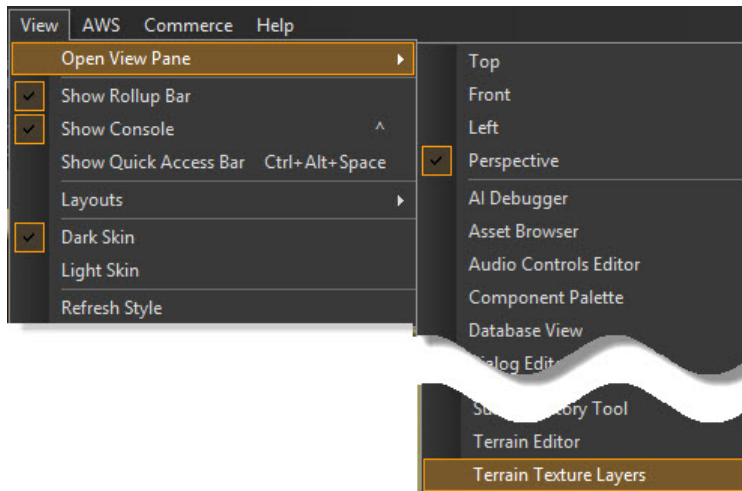 View AWS Commerce Help
Open View Pane
Show Rollup Bar
Show Console ^
Show Quick Access Bar Ctrl+Alt+Space
Layouts
Dark Skin
Light Skin
Refresh Style
Top
Front
Left
Perspective
AI Debugger
Asset Browser
Audio Controls Editor
Component Palette
Database View
Tool
Terrain Editor
Terrain Texture Layers